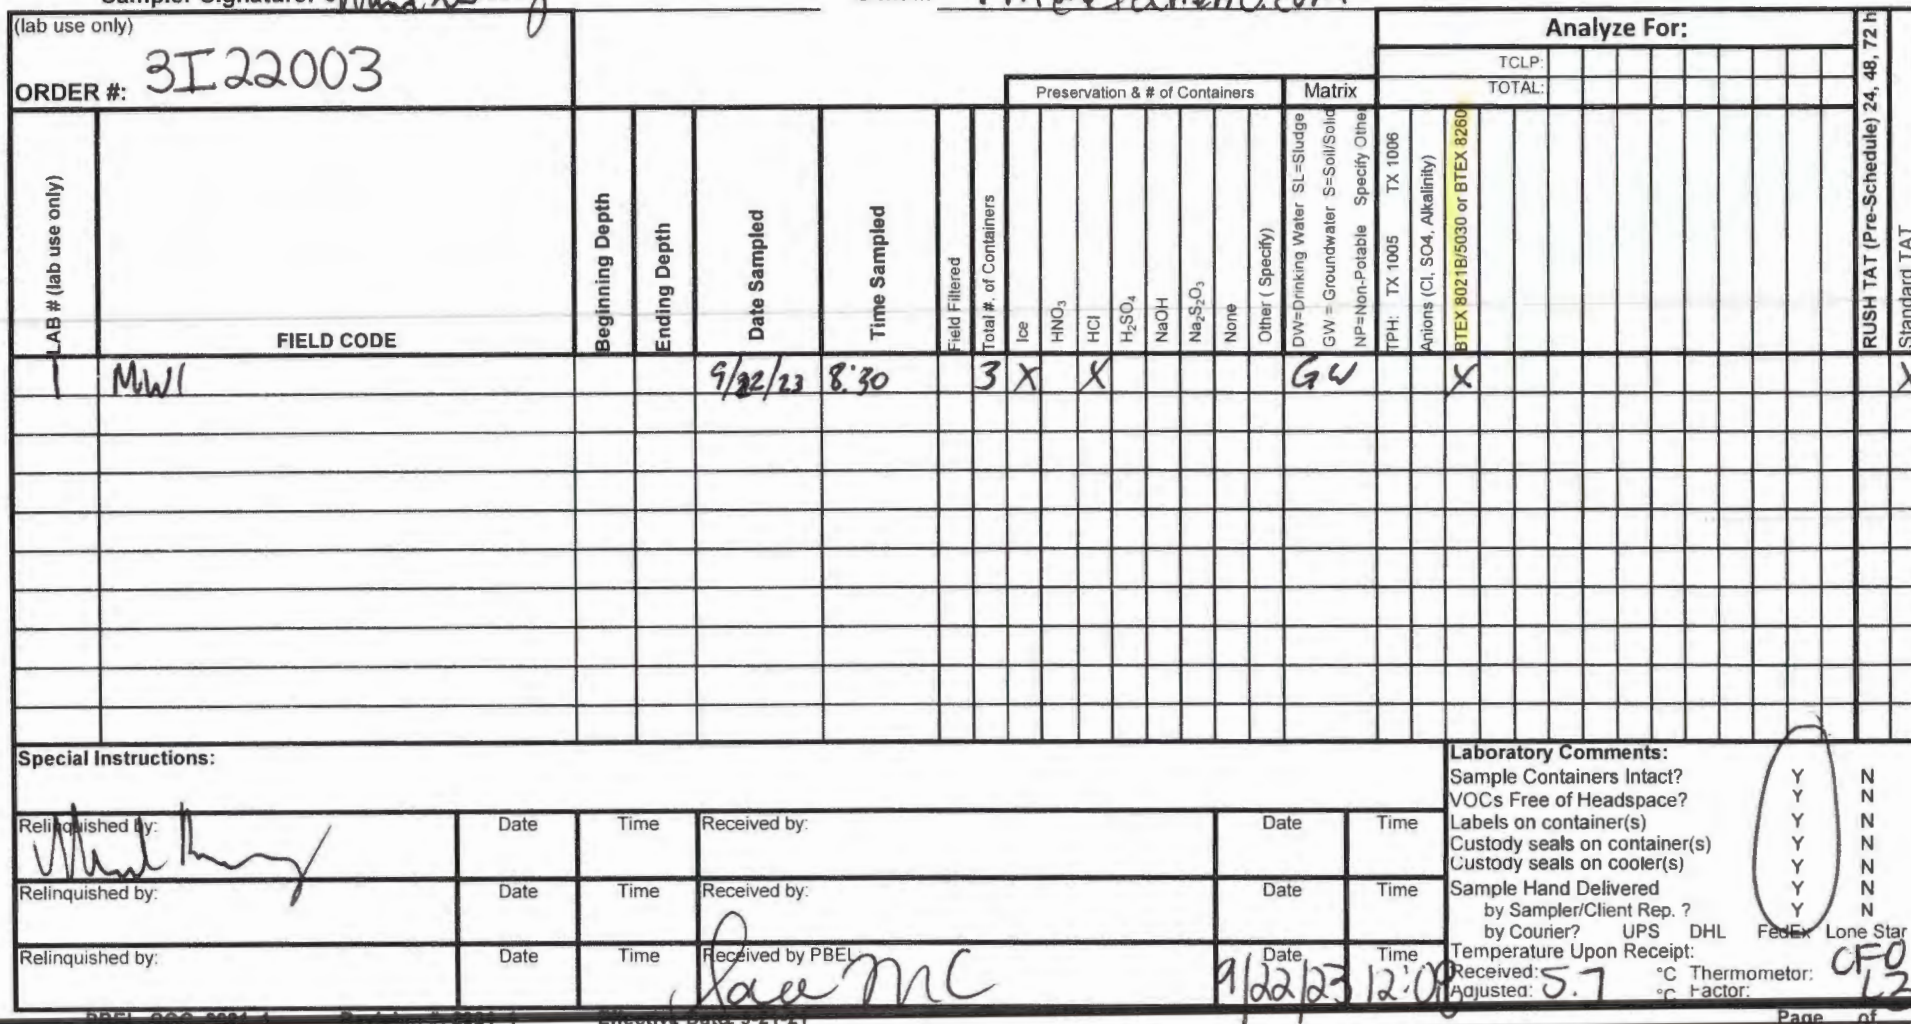 Sampler Signature:
(lab use only)
ORDER #: 3I22003
Analyze For:
TCLP:
TOTAL:
Preservation & # of Containers
Matrix
LAB # (lab use only)
FIELD CODE
Beginning Depth
Ending Depth
Date Sampled
Time Sampled
Field Filtered
Total #. of Containers
Ice
HNO3
HCl
H2SO4
NaOH
Na2S2O3
None
Other ( Specify)
DW=Drinking Water SL=Sludge
GW = Groundwater S=Soil/Solid
NP=Non-Potable Specify Other
TPH: TX 1005 TX 1006
Anions (Cl, SO4, Alkalinity)
BTEX 8021B/5030 or BTEX 8260
RUSH TAT (Pre-Schedule) 24, 48, 72 h
Standard TAT
1 MW1 9/22/23 8:30 3 X X GW X X
Special Instructions:
Relinquished by: Date Time Received by: Date Time
Relinquished by: Date Time Received by: Date Time
Relinquished by: Date Time Received by PBEL Date Time
9/22/23 12:08
Laboratory Comments:
Sample Containers Intact? Y N
VOCs Free of Headspace? Y N
Labels on container(s) Y N
Custody seals on container(s) Y N
Custody seals on cooler(s) Y N
Sample Hand Delivered Y N
by Sampler/Client Rep. ? Y N
by Courier? UPS DHL FedEx Lone Star
Temperature Upon Receipt:
Received: 5.7 °C Thermometor:
Adjusted: °C Factor:
Page of